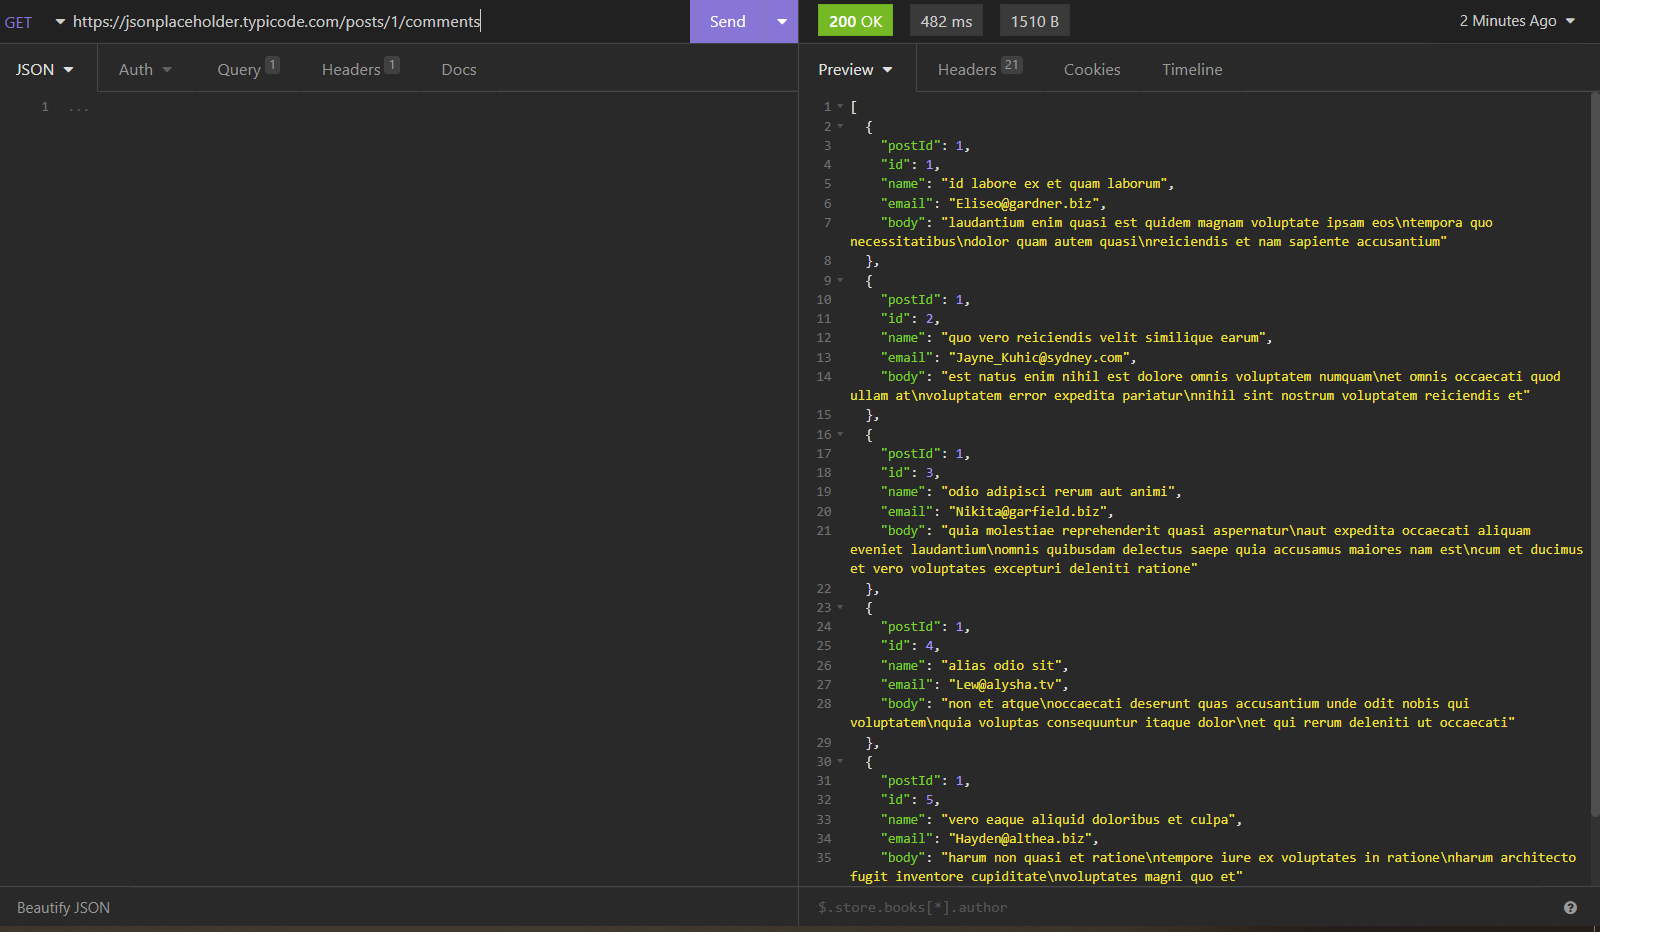 GET https://jsonplaceholder.typicode.com/posts/1/comments Send 200 OK 482 ms 1510 B 2 Minutes Ago
JSON Auth Query 1 Headers 1 Docs
Preview Headers 21 Cookies Timeline
1 ...
1 [
2 {
3 "postId": 1,
4 "id": 1,
5 "name": "id labore ex et quam laborum",
6 "email": "Eliseo@gardner.biz",
7 "body": "laudantium enim quasi est quidem magnam voluptate ipsam eos\ntempora quo
necessitatibus\ndolor quam autem quasi\nreiciendis et nam sapiente accusantium"
8 },
9 {
10 "postId": 1,
11 "id": 2,
12 "name": "quo vero reiciendis velit similique earum",
13 "email": "Jayne_Kuhic@sydney.com",
14 "body": "est natus enim nihil est dolore omnis voluptatem numquam\net omnis occaecati quod
ullam at\nvoluptatem error expedita pariatur\nnihil sint nostrum voluptatem reiciendis et"
15 },
16 {
17 "postId": 1,
18 "id": 3,
19 "name": "odio adipisci rerum aut animi",
20 "email": "Nikita@garfield.biz",
21 "body": "quia molestiae reprehenderit quasi aspernatur\naut expedita occaecati aliquam
eveniet laudantium\nomnis quibusdam delectus saepe quia accusamus maiores nam est\ncum et ducimus
et vero voluptates excepturi deleniti ratione"
22 },
23 {
24 "postId": 1,
25 "id": 4,
26 "name": "alias odio sit",
27 "email": "Lew@alysha.tv",
28 "body": "non et atque\noccaecati deserunt quas accusantium unde odit nobis qui
voluptatem\nquia voluptas consequuntur itaque dolor\net qui rerum deleniti ut occaecati"
29 },
30 {
31 "postId": 1,
32 "id": 5,
33 "name": "vero eaque aliquid doloribus et culpa",
34 "email": "Hayden@althea.biz",
35 "body": "harum non quasi et ratione\ntempore iure ex voluptates in ratione\nharum architecto
fugit inventore cupiditate\nvoluptates magni quo et"
Beautify JSON
$.store.books[*].author ?